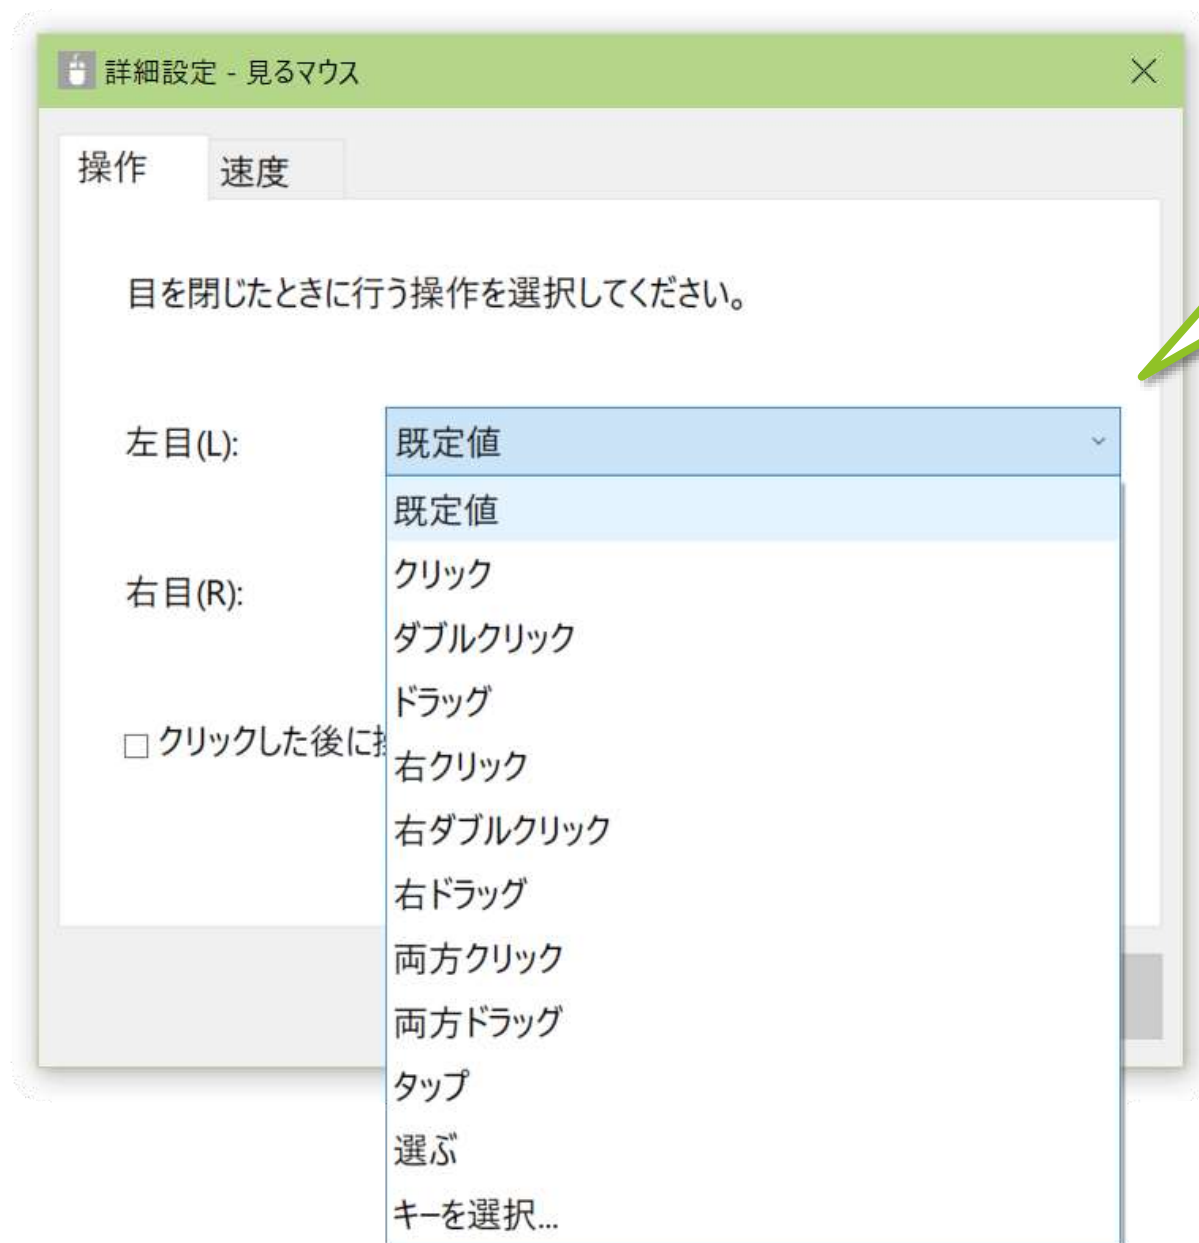 詳細設定 - 見るマウス
操作
速度
目を閉じたときに行う操作を選択してください。
左目(L):
既定値
既定値
クリック
右目(R):
ダブルクリック
ドラッグ
クリックした後に
右クリック
右ダブルクリック
右ドラッグ
両方クリック
両方ドラッグ
タップ
選ぶ
キーを選択...